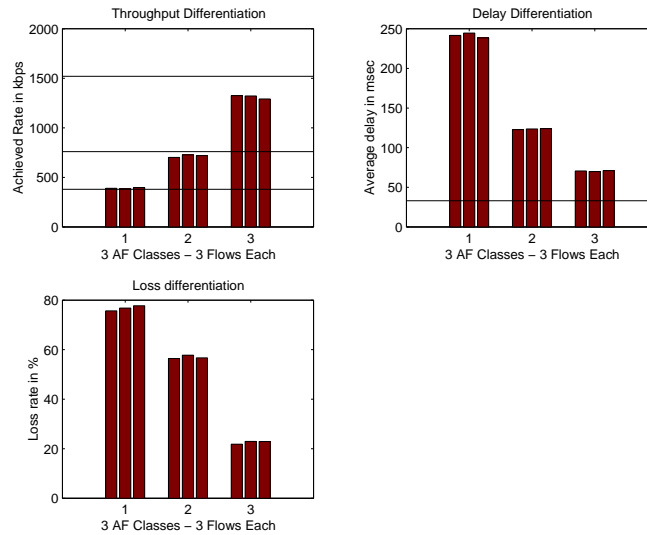 Throughput Differentiation
2000
1500
1000
500
0
Achieved Rate in kbps
1 2 3
3 AF Classes – 3 Flows Each
Delay Differentiation
250
200
150
100
50
0
Average delay in msec
1 2 3
3 AF Classes – 3 Flows Each
Loss differentiation
80
60
40
20
0
Loss rate in %
1 2 3
3 AF Classes – 3 Flows Each